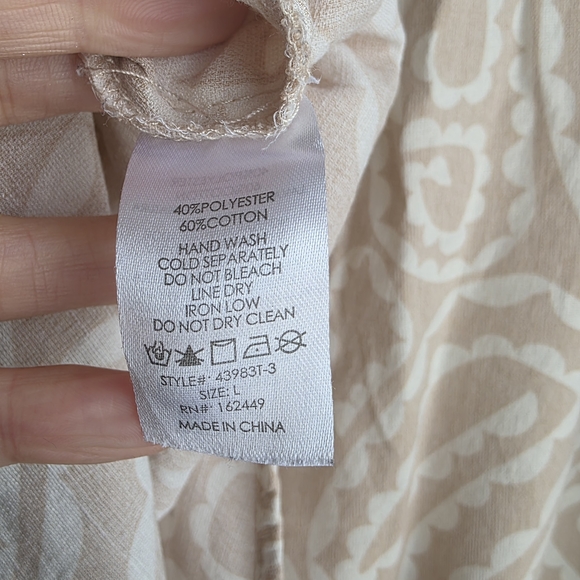 40%POLYESTER
60%COTTON
HAND WASH
COLD SEPARATELY
DO NOT BLEACH
LINE DRY
IRON LOW
DO NOT DRY CLEAN
STYLE#: 43983T-3
SIZE: L
RN#: 162449
MADE IN CHINA